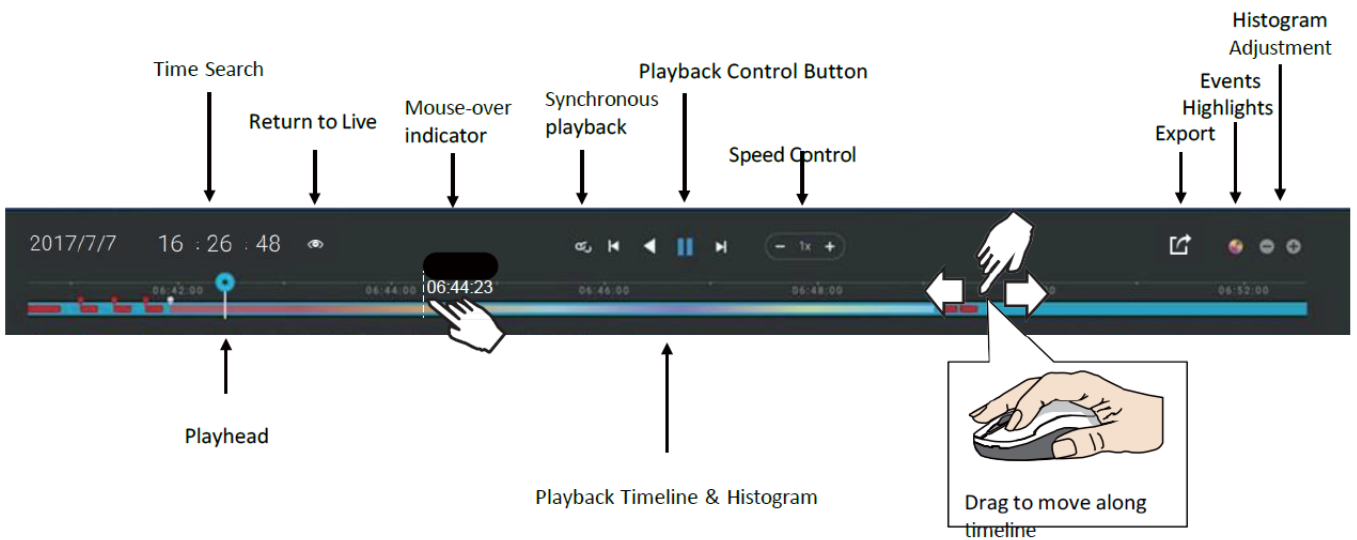 Histogram
Adjustment
Time Search
Playback Control Button
Events
Highlights
Synchronous
playback
Mouse-over
indicator
Return to Live
Export
Speed Control
2017/7/7 16 : 26 : 48
1x
06:42:00
06:44:00
06:44:23
06:46:00
06:48:00
06:52:00
Playhead
Playback Timeline & Histogram
Drag to move along
timeline